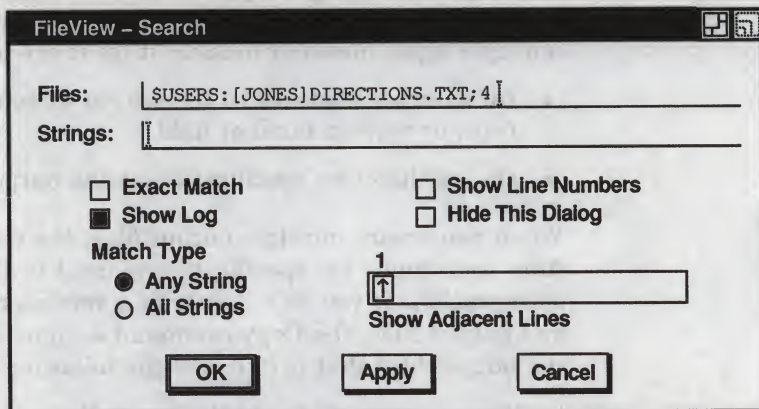 FileView – Search
Files: $USERS:[JONES]DIRECTIONS.TXT;4
Strings:
Exact Match
Show Line Numbers
Show Log
Hide This Dialog
Match Type
1
Any String
All Strings
Show Adjacent Lines
OK Apply Cancel